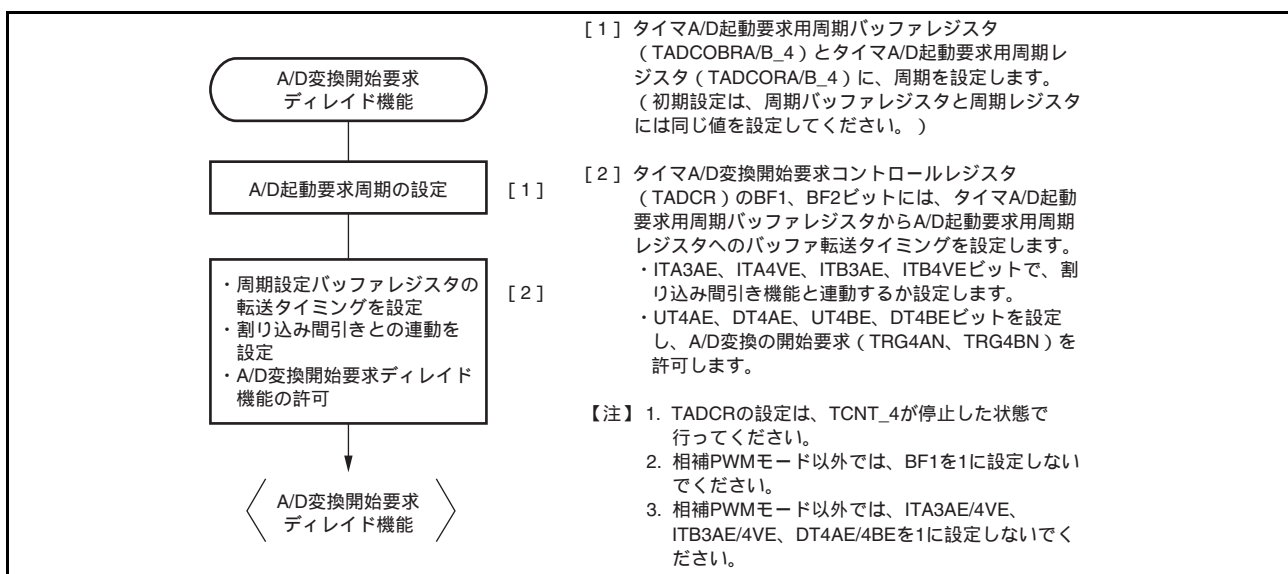 A/D変換開始要求
ディレイド機能
A/D起動要求周期の設定
[ 1 ]
・周期設定バッファレジスタの
転送タイミングを設定
・割り込み間引きとの連動を
設定
・A/D変換開始要求ディレイド
機能の許可
[ 2 ]
A/D変換開始要求
ディレイド機能
[ 1 ] タイマA/D起動要求用周期バッファレジスタ
（TADCOBRA/B_4）とタイマA/D起動要求用周期レ
ジスタ（TADCORA/B_4）に、周期を設定します。
（初期設定は、周期バッファレジスタと周期レジスタ
には同じ値を設定してください。）
[ 2 ] タイマA/D変換開始要求コントロールレジスタ
（TADCR）のBF1、BF2ビットには、タイマA/D起動
要求用周期バッファレジスタからA/D起動要求用周期
レジスタへのバッファ転送タイミングを設定します。
・ITA3AE、ITA4VE、ITB3AE、ITB4VEビットで、割
り込み間引き機能と連動するか設定します。
・UT4AE、DT4AE、UT4BE、DT4BEビットを設定
し、A/D変換の開始要求（TRG4AN、TRG4BN）を
許可します。
【注】 1. TADCRの設定は、TCNT_4が停止した状態で
行ってください。
2. 相補PWMモード以外では、BF1を1に設定しない
でください。
3. 相補PWMモード以外では、ITA3AE/4VE、
ITB3AE/4VE、DT4AE/4BEを1に設定しないでく
ださい。